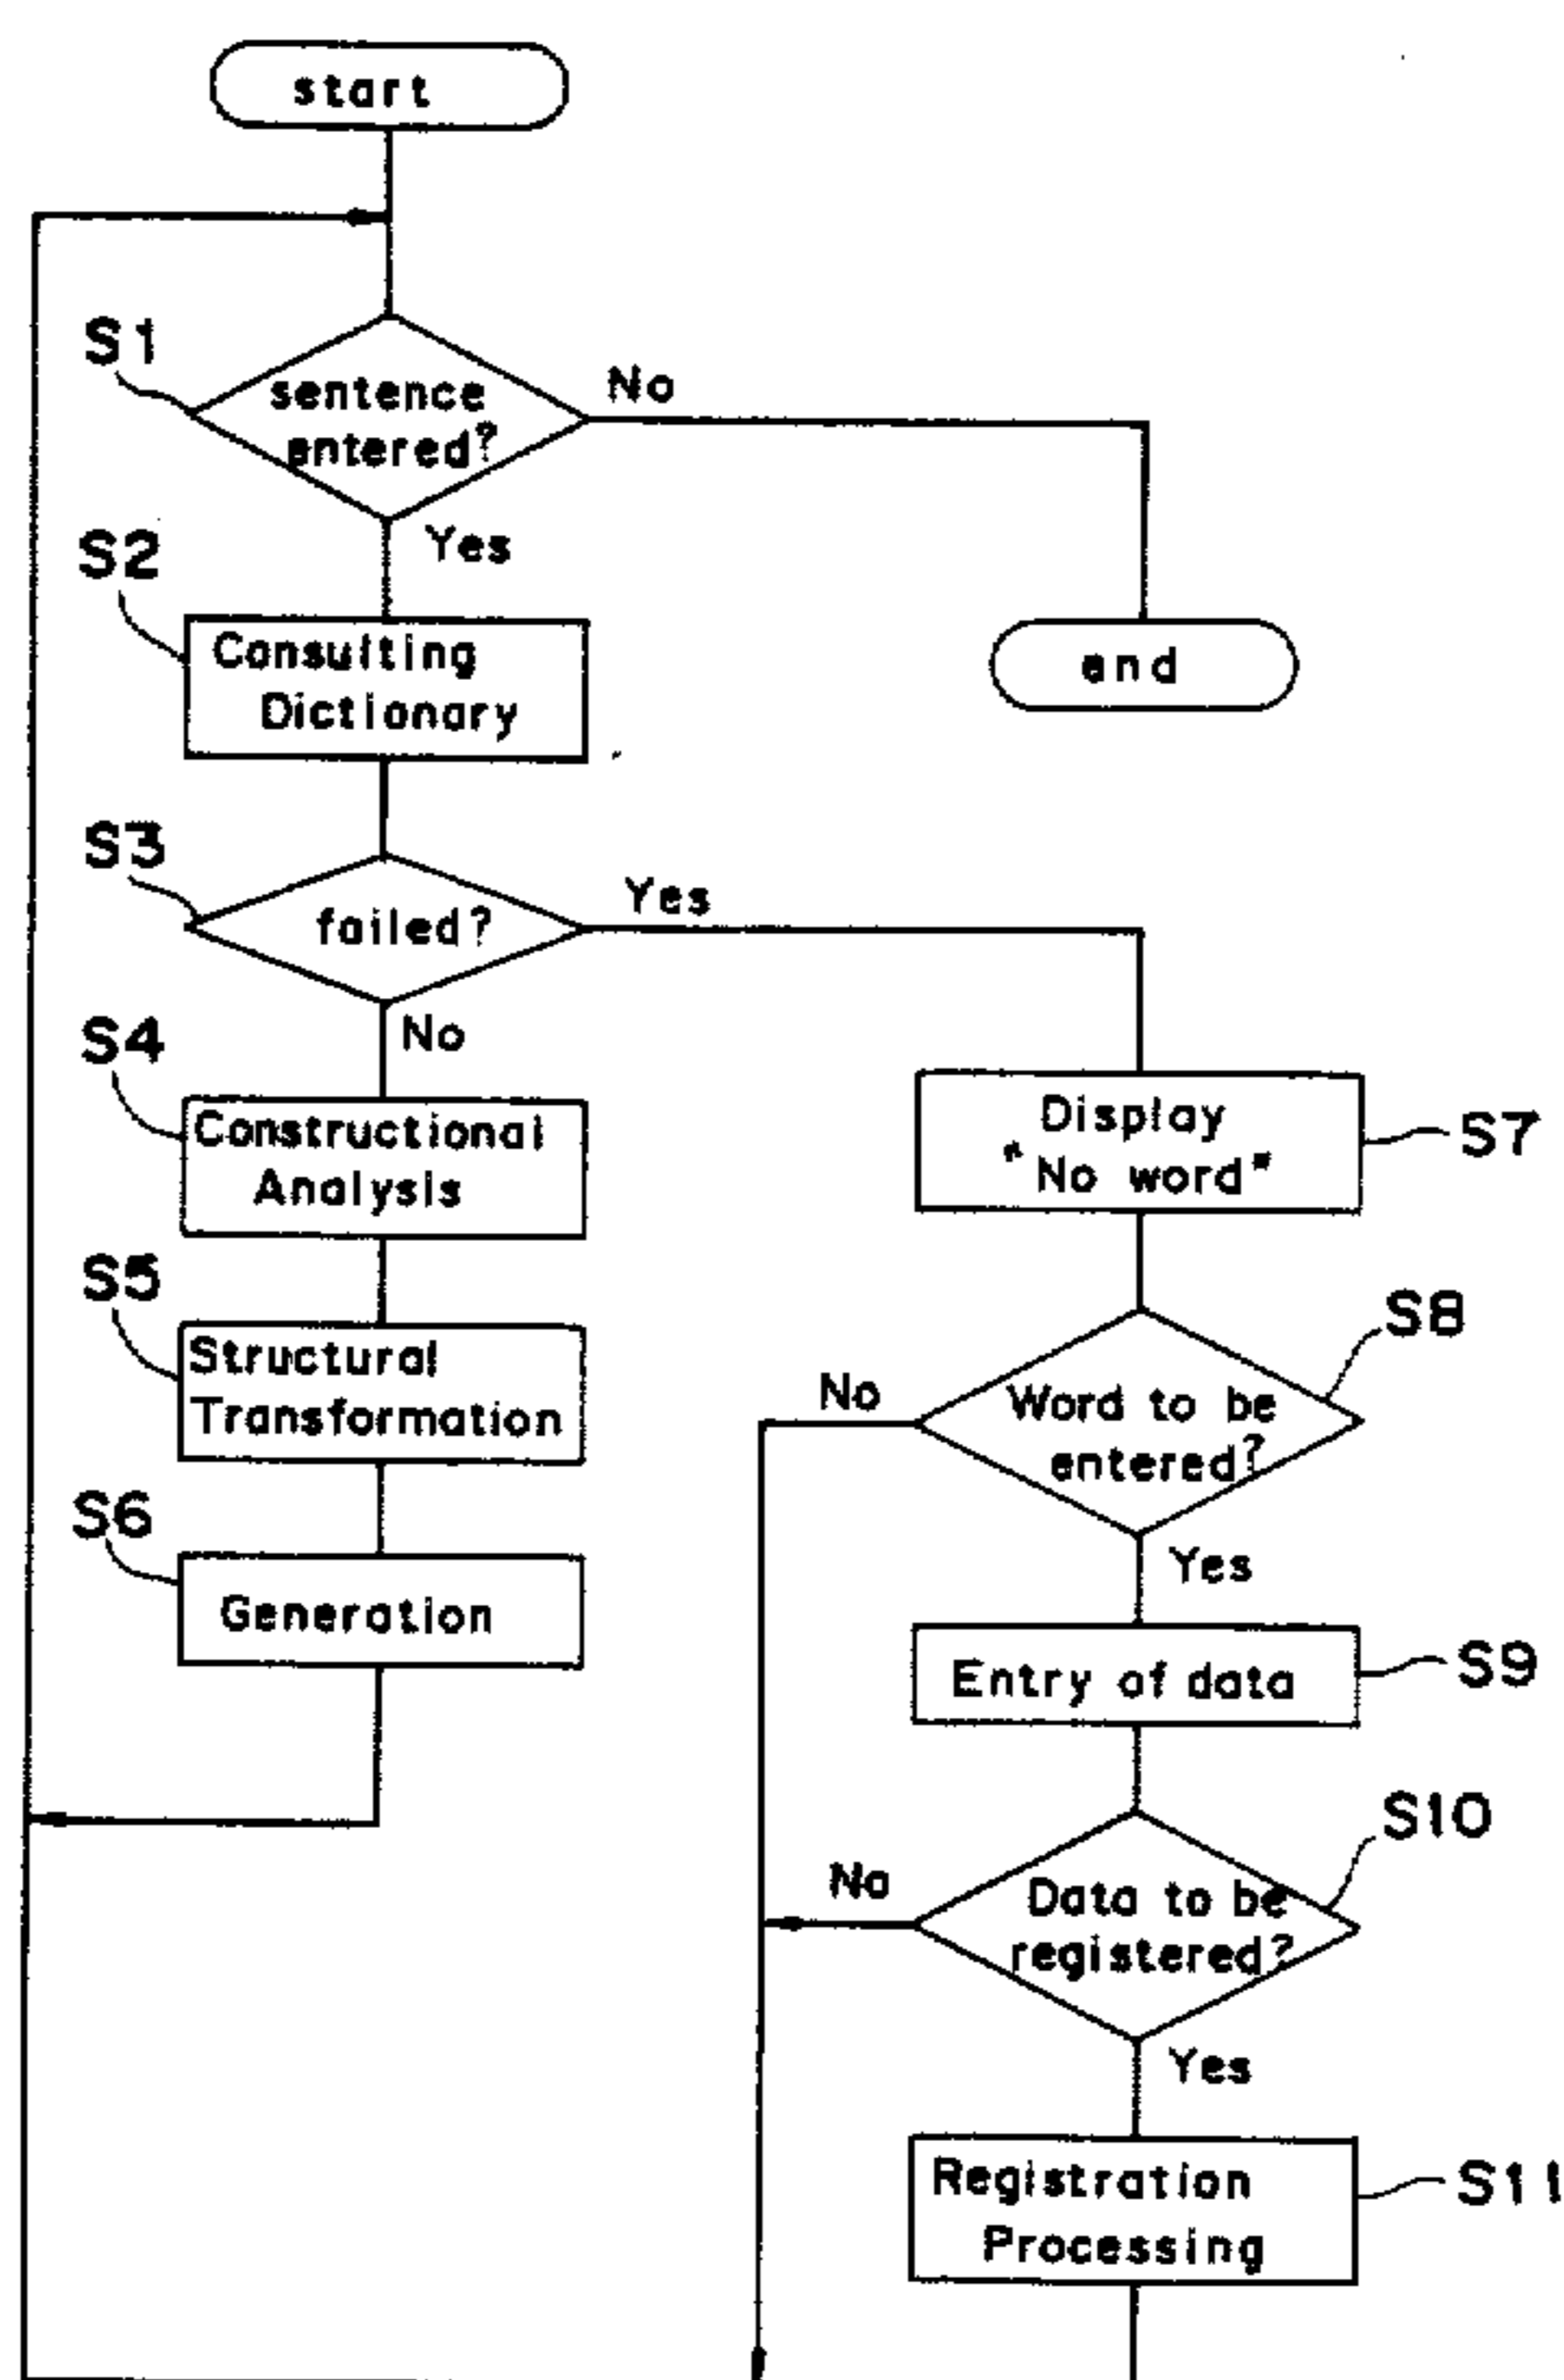 start
S1
sentence
entered?
No
Yes
S2
Consulting
Dictionary
end
S3
failed?
Yes
No
S4
Constructional
Analysis
Display
"No word"
S7
S5
Structural
Transformation
S8
No
Word to be
entered?
Yes
S6
Generation
Entry of data
S9
S10
No
Data to be
registered?
Yes
Registration
Processing
S11